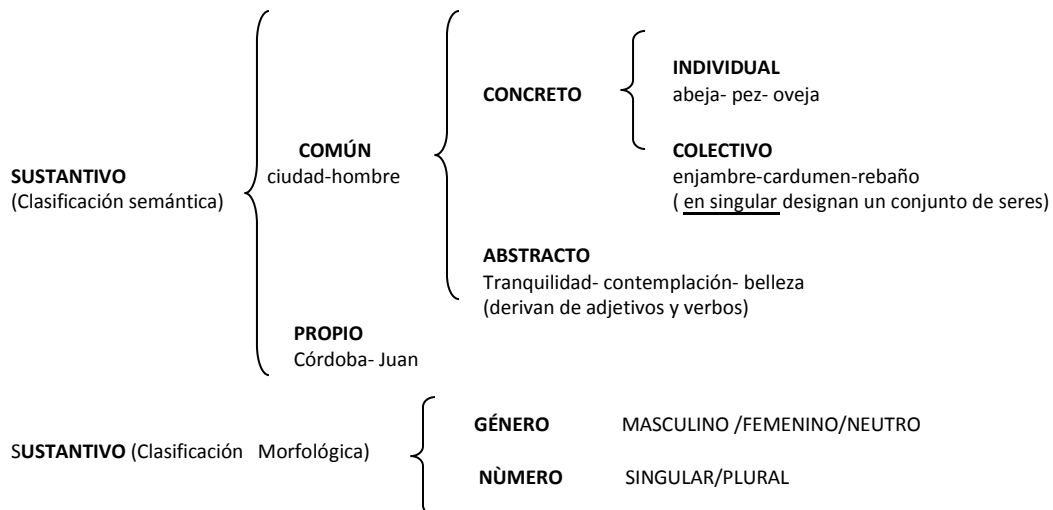 SUSTANTIVO
(Clasificación semántica)
COMÚN
ciudad-hombre
CONCRETO
INDIVIDUAL
abeja- pez- oveja
COLECTIVO
enjambre-cardumen-rebaño
( en singular designan un conjunto de seres)
ABSTRACTO
Tranquilidad- contemplación- belleza
(derivan de adjetivos y verbos)
PROPIO
Córdoba- Juan
SUSTANTIVO (Clasificación Morfológica)
GÉNERO MASCULINO /FEMENINO/NEUTRO
NÙMERO SINGULAR/PLURAL